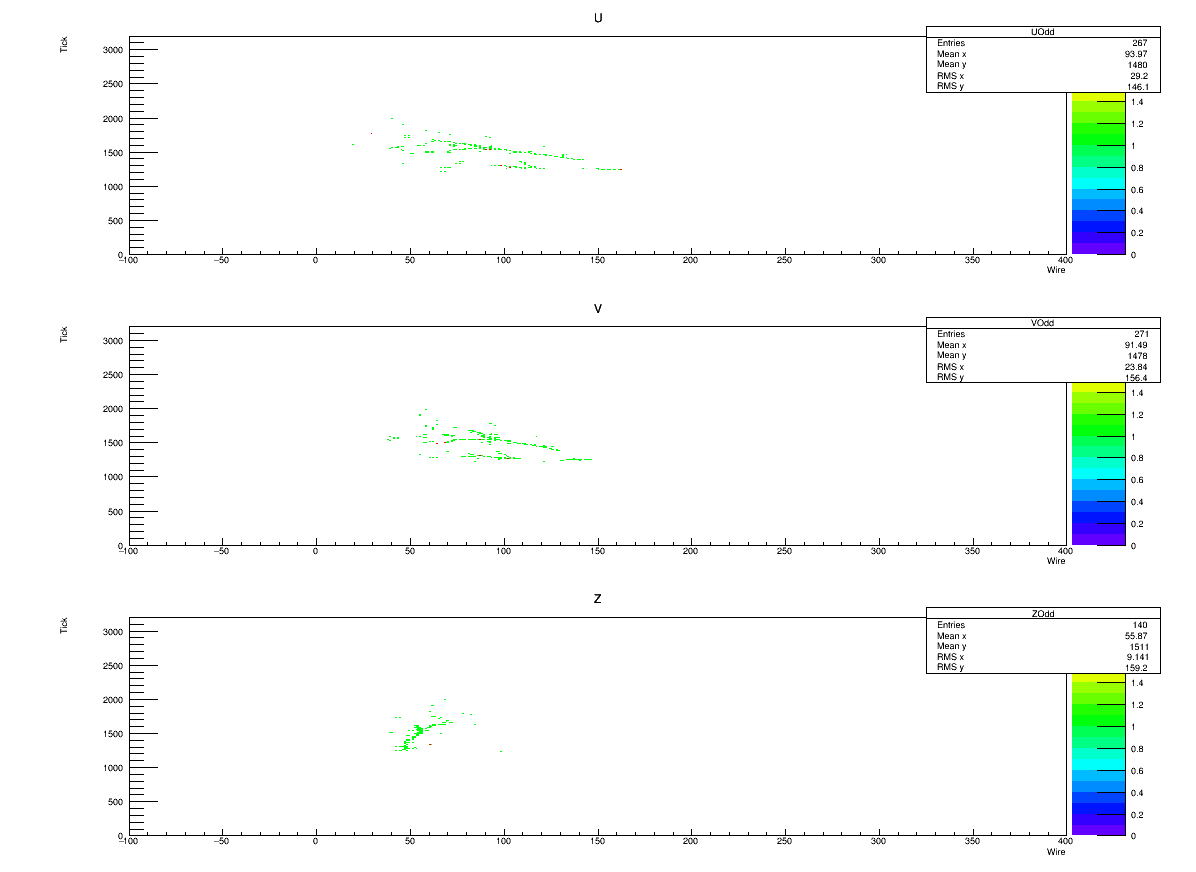 U
Tick
UOdd
Entries 267
Mean x 93.97
Mean y 1480
RMS x 29.2
RMS y 146.1
3000
2500
2000
1500
1000
500
0
−100 −50 0 50 100 150 200 250 300 350 400
Wire
1.4
1.2
1
0.8
0.6
0.4
0.2
0
V
Tick
VOdd
Entries 271
Mean x 91.49
Mean y 1478
RMS x 23.84
RMS y 156.4
3000
2500
2000
1500
1000
500
0
−100 −50 0 50 100 150 200 250 300 350 400
Wire
1.4
1.2
1
0.8
0.6
0.4
0.2
0
Z
Tick
ZOdd
Entries 140
Mean x 55.87
Mean y 1511
RMS x 9.141
RMS y 159.2
3000
2500
2000
1500
1000
500
0
−100 −50 0 50 100 150 200 250 300 350 400
Wire
1.4
1.2
1
0.8
0.6
0.4
0.2
0